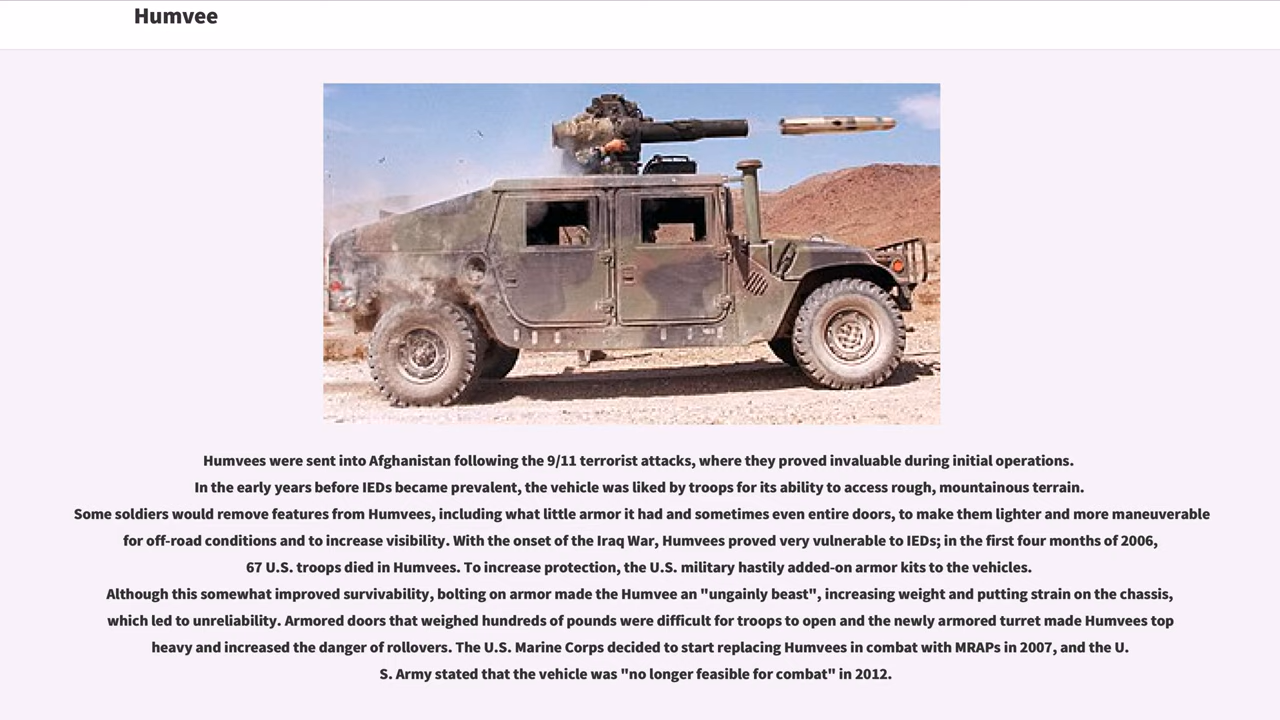 Humvee
Humvees were sent into Afghanistan following the 9/11 terrorist attacks, where they proved invaluable during initial operations.
In the early years before IEDs became prevalent, the vehicle was liked by troops for its ability to access rough, mountainous terrain.
Some soldiers would remove features from Humvees, including what little armor it had and sometimes even entire doors, to make them lighter and more maneuverable
for off-road conditions and to increase visibility. With the onset of the Iraq War, Humvees proved very vulnerable to IEDs; in the first four months of 2006,
67 U.S. troops died in Humvees. To increase protection, the U.S. military hastily added-on armor kits to the vehicles.
Although this somewhat improved survivability, bolting on armor made the Humvee an "ungainly beast", increasing weight and putting strain on the chassis,
which led to unreliability. Armored doors that weighed hundreds of pounds were difficult for troops to open and the newly armored turret made Humvees top
heavy and increased the danger of rollovers. The U.S. Marine Corps decided to start replacing Humvees in combat with MRAPs in 2007, and the U.
S. Army stated that the vehicle was "no longer feasible for combat" in 2012.